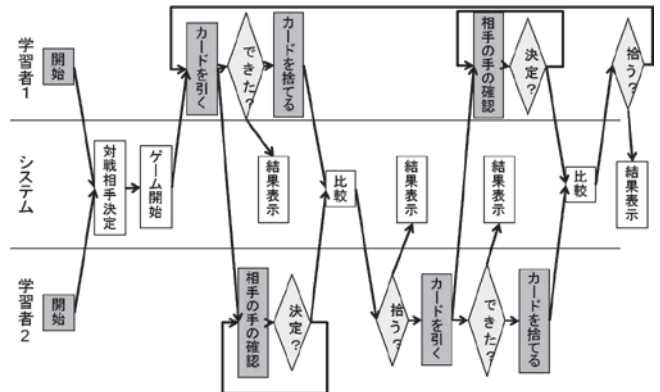 学習者1
開始
カードを引く
できた?
カードを捨てる
相手の手の確認
決定?
拾う?
システム
対戦相手決定
ゲーム開始
結果表示
比較
結果表示
結果表示
比較
結果表示
学習者2
開始
相手の手の確認
決定?
拾う?
カードを引く
できた?
カードを捨てる